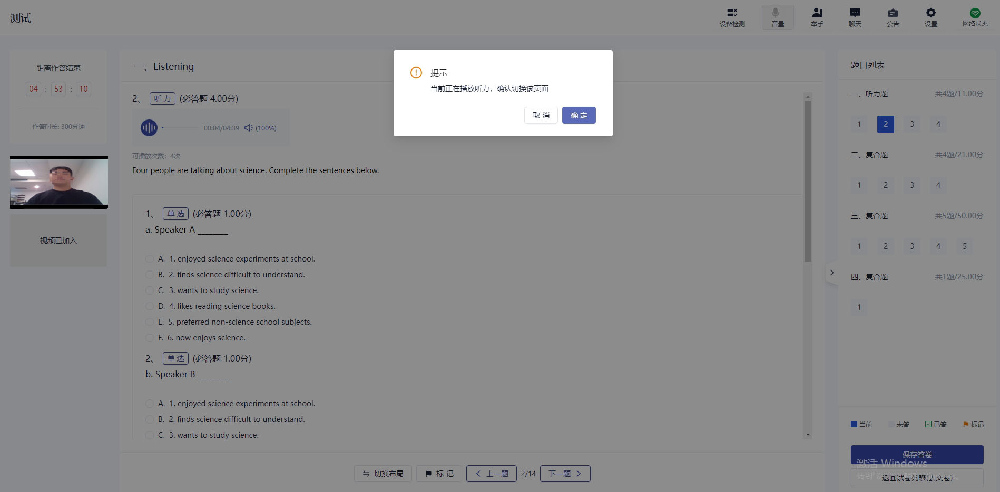 测试
设备检测
音量
举手
聊天
公告
设置
网络状态
距离作答结束
04 : 53 : 10
作答时长: 300分钟
视频已加入
一、Listening
2、 听 力 (必答题 4.00分)
00:04/04:39 (100%)
可播放次数：4次
Four people are talking about science. Complete the sentences below.
1、 单 选 (必答题 1.00分)
a. Speaker A ________
A. 1. enjoyed science experiments at school.
B. 2. finds science difficult to understand.
C. 3. wants to study science.
D. 4. likes reading science books.
E. 5. preferred non-science school subjects.
F. 6. now enjoys science.
2、 单 选 (必答题 1.00分)
b. Speaker B ________
A. 1. enjoyed science experiments at school.
B. 2. finds science difficult to understand.
C. 3. wants to study science.
切换布局
标 记
上一题
2/14
下一题
提示
当前正在播放听力，确认切换该页面
取 消
确 定
题目列表
一、听力题 共4题/11.00分
1 2 3 4
二、复合题 共4题/21.00分
1 2 3 4
三、复合题 共5题/50.00分
1 2 3 4 5
四、复合题 共1题/25.00分
1
当前 未答 已答 标记
保存答卷
激活 Windows
返回试卷列表(去交卷)